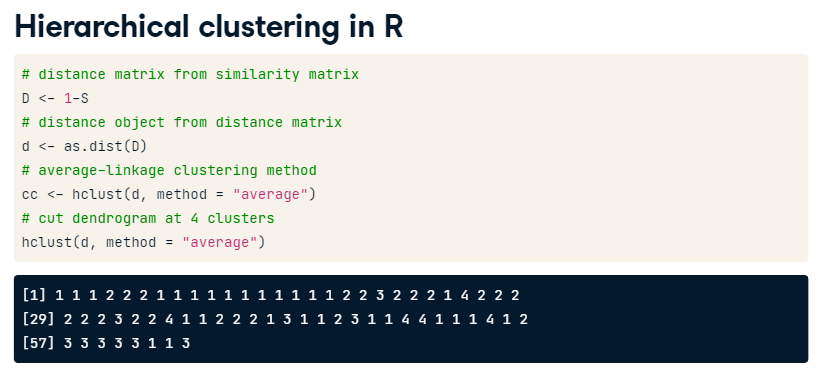 Hierarchical clustering in R
# distance matrix from similarity matrix
D <- 1-S
# distance object from distance matrix
d <- as.dist(D)
# average-linkage clustering method
cc <- hclust(d, method = "average")
# cut dendrogram at 4 clusters
hclust(d, method = "average")
[1] 1 1 1 2 2 2 1 1 1 1 1 1 1 1 1 1 1 2 2 3 2 2 2 1 4 2 2 2
[29] 2 2 2 3 2 2 4 1 1 2 2 2 1 3 1 1 2 3 1 1 4 4 1 1 1 4 1 2
[57] 3 3 3 3 3 1 1 3